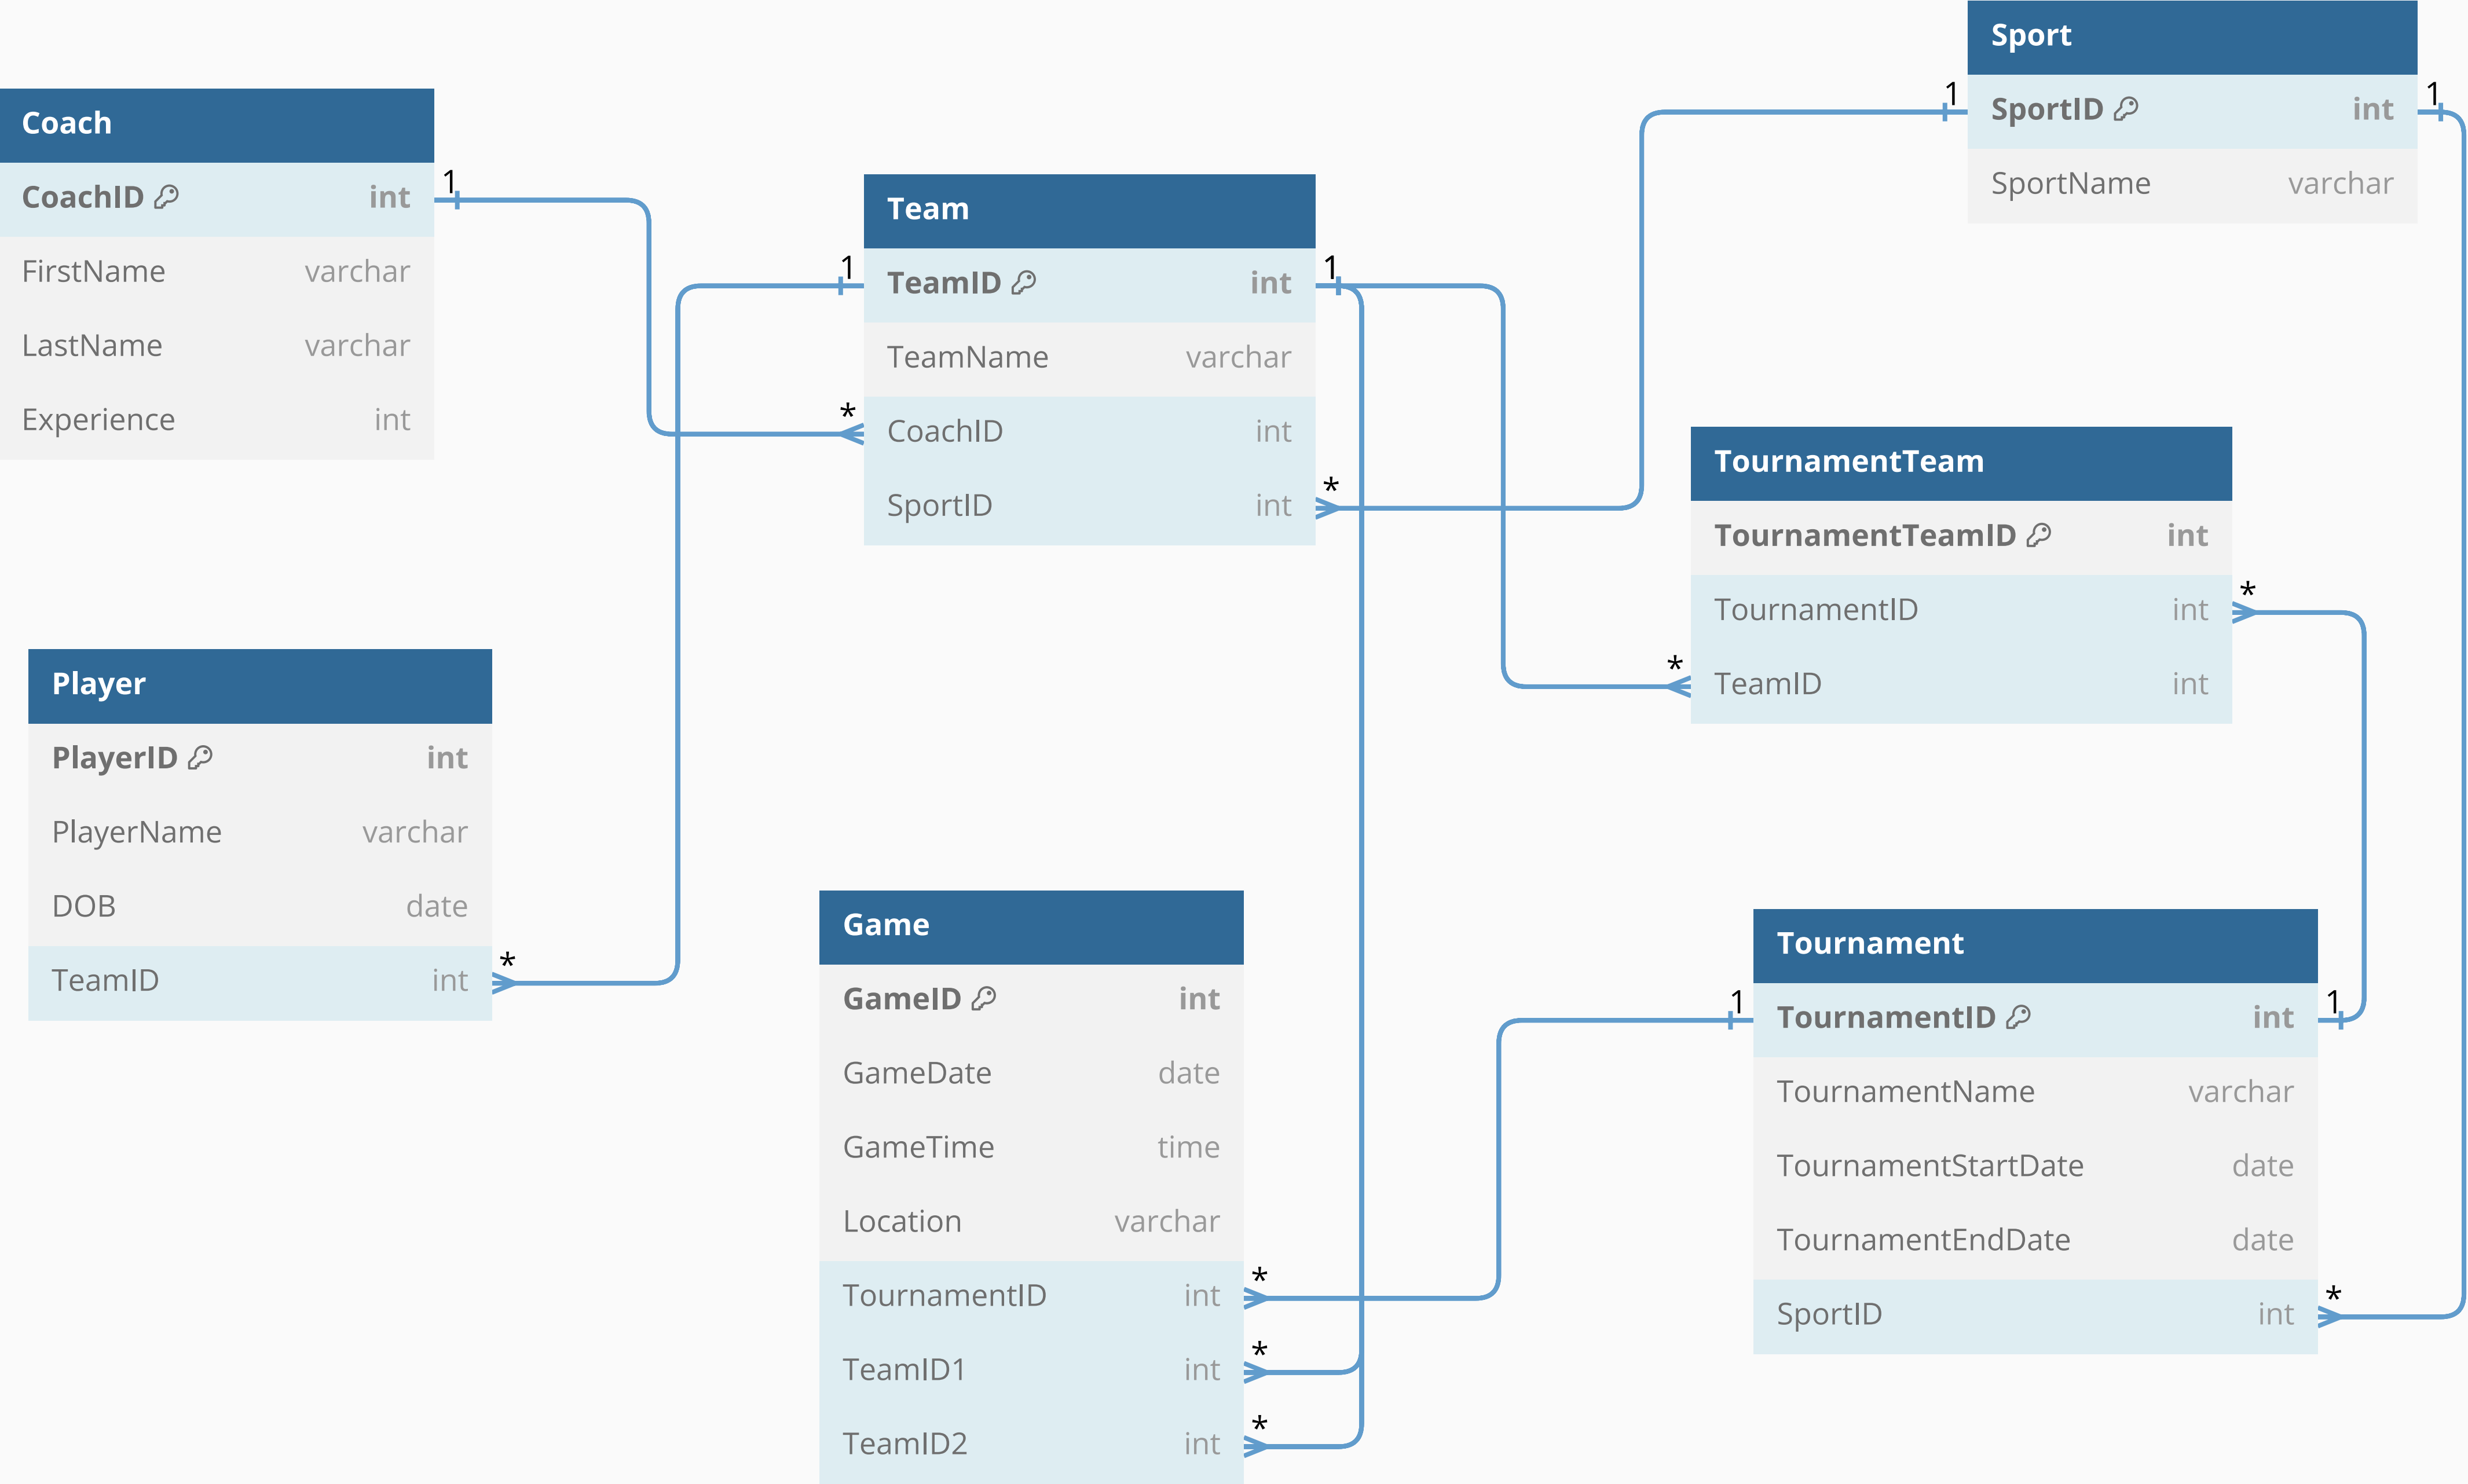 Coach
CoachID int
FirstName varchar
LastName varchar
Experience int
1
Team
TeamID int
TeamName varchar
CoachID int
SportID int
1
1
*
*
Sport
SportID int
SportName varchar
1
1
TournamentTeam
TournamentTeamID int
TournamentID int
TeamID int
*
*
Player
PlayerID int
PlayerName varchar
DOB date
TeamID int
*
Game
GameID int
GameDate date
GameTime time
Location varchar
TournamentID int
TeamID1 int
TeamID2 int
*
*
*
Tournament
TournamentID int
TournamentName varchar
TournamentStartDate date
TournamentEndDate date
SportID int
1
1
*